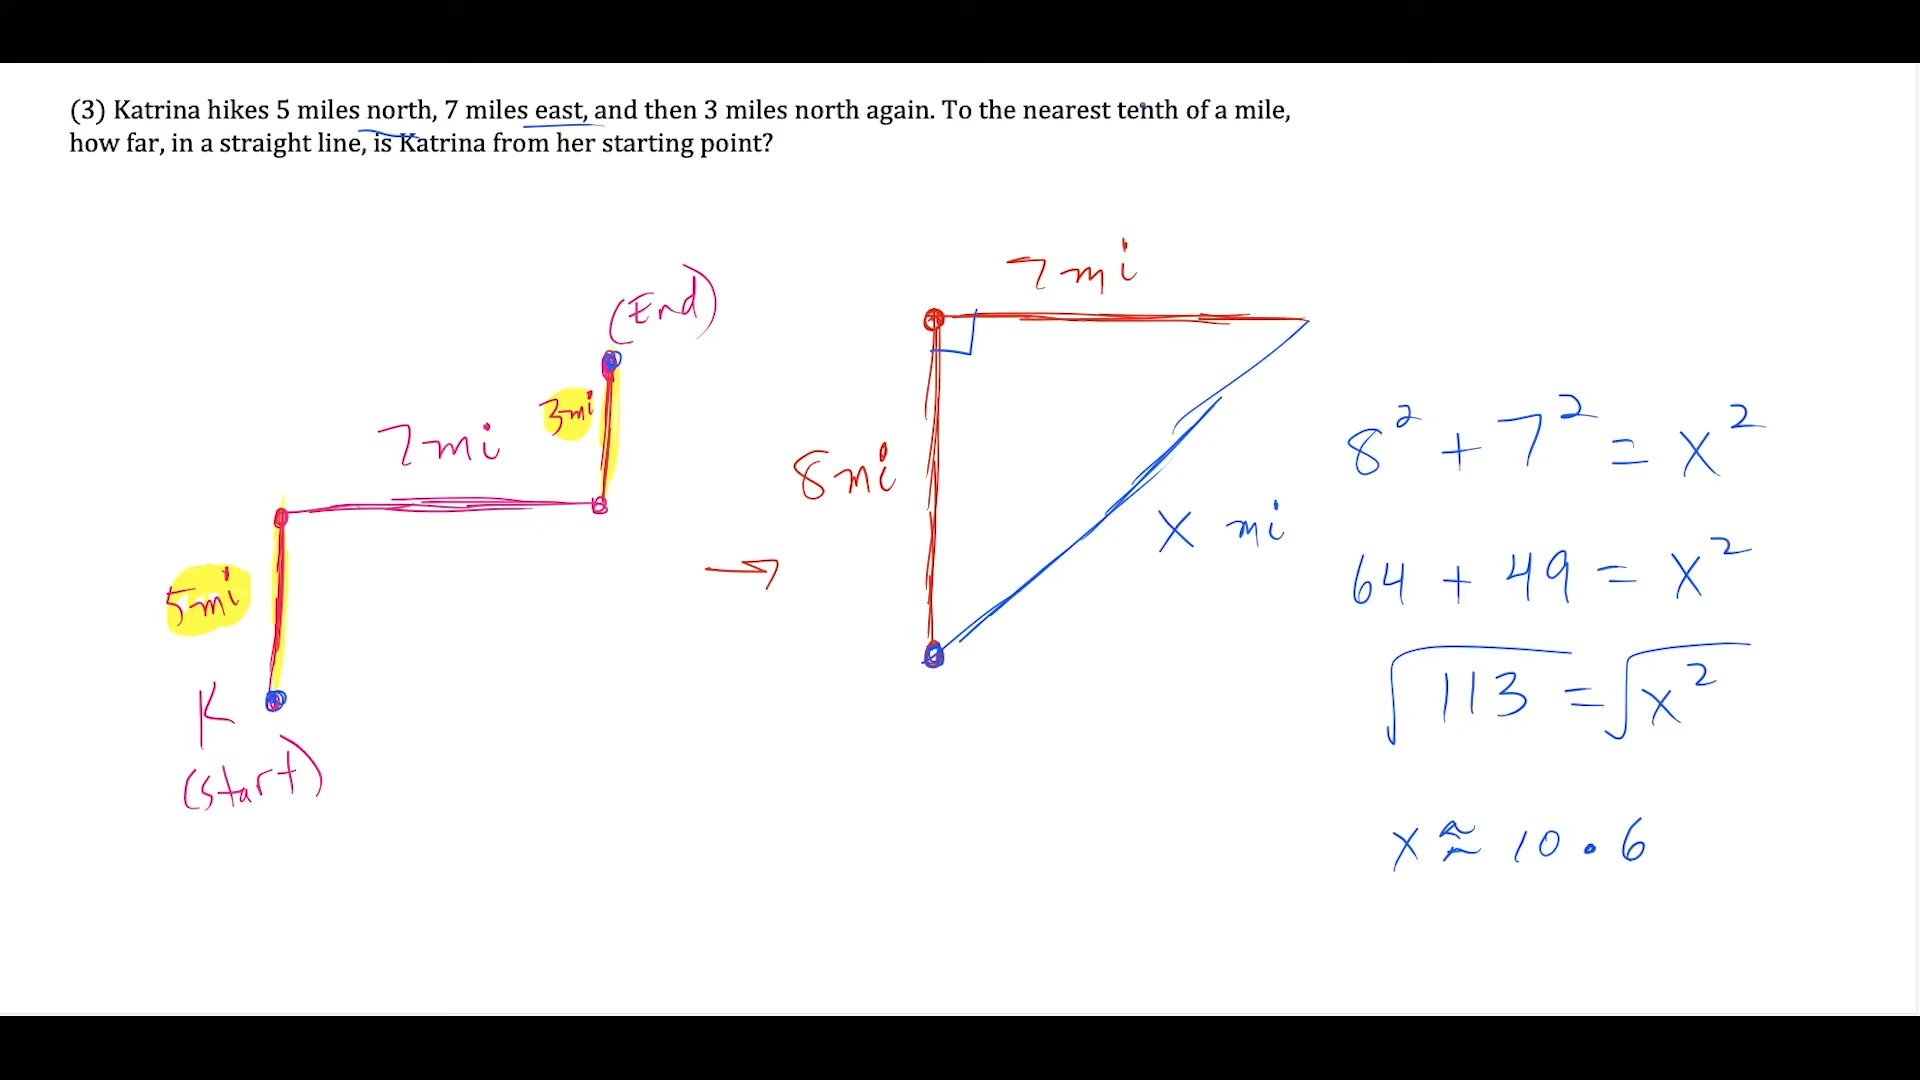 (3) Katrina hikes 5 miles north, 7 miles east, and then 3 miles north again. To the nearest tenth of a mile,
how far, in a straight line, is Katrina from her starting point?
(End)
3mi
7mi
5mi
K
(start)
7mi
8mi
x mi
8² + 7² = x²
64 + 49 = x²
√113 = √x²
x ≈ 10.6